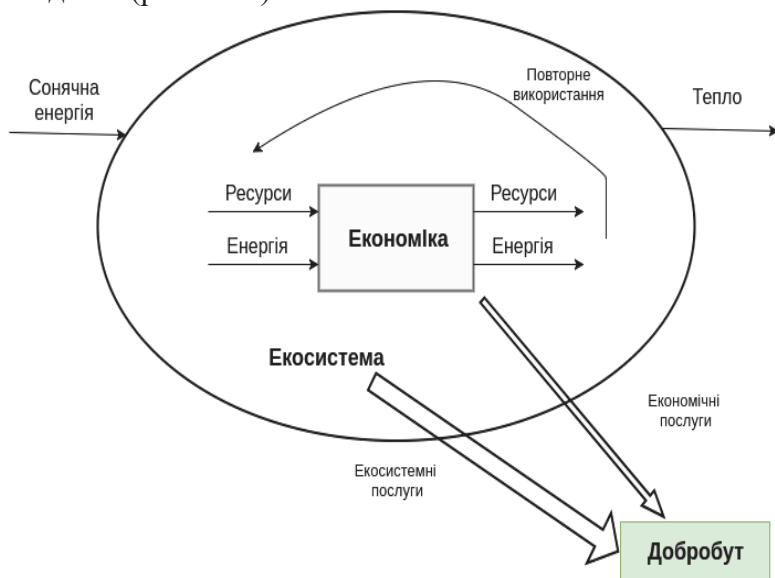 Сонячна
енергія
Повторне
використання
Тепло
Ресурси
Ресурси
Енергія
ЕкономІка
Енергія
Екосистема
Економічні
послуги
Екосистемні
послуги
Добробут